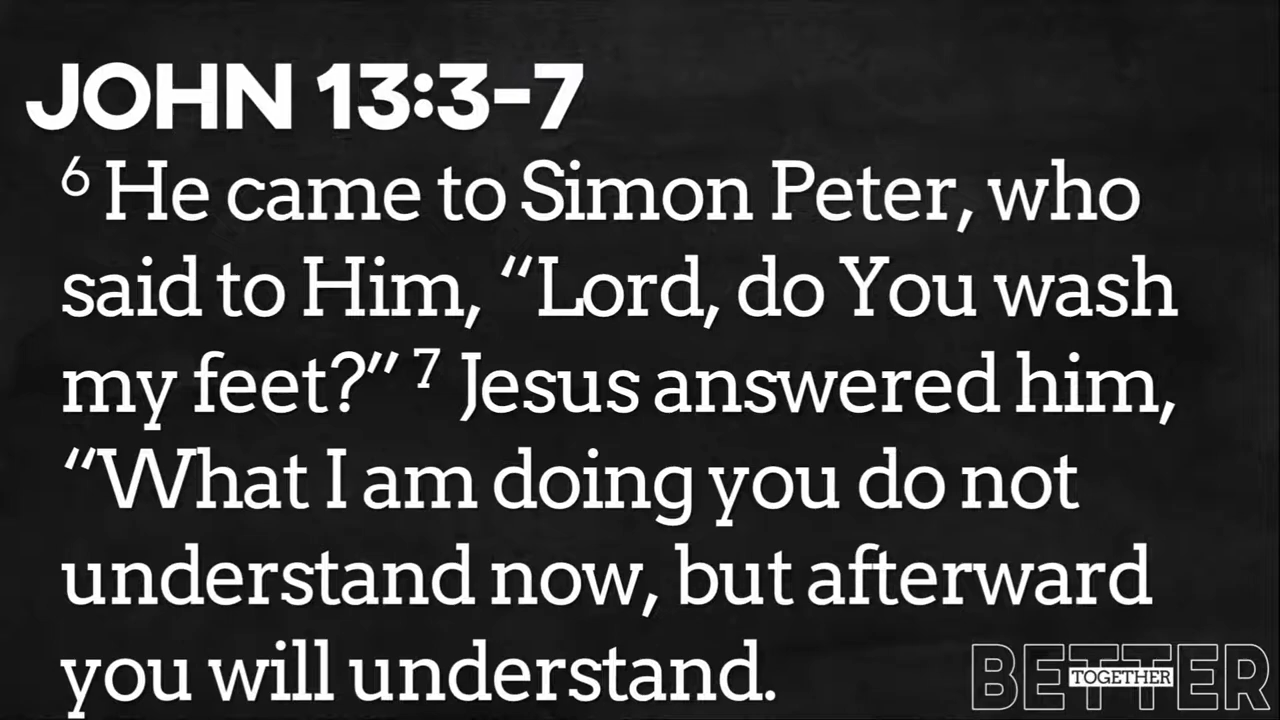 JOHN 13:3-7
6 He came to Simon Peter, who
said to Him, “Lord, do You wash
my feet?” 7 Jesus answered him,
“What I am doing you do not
understand now, but afterward
you will understand.
BETTER
TOGETHER